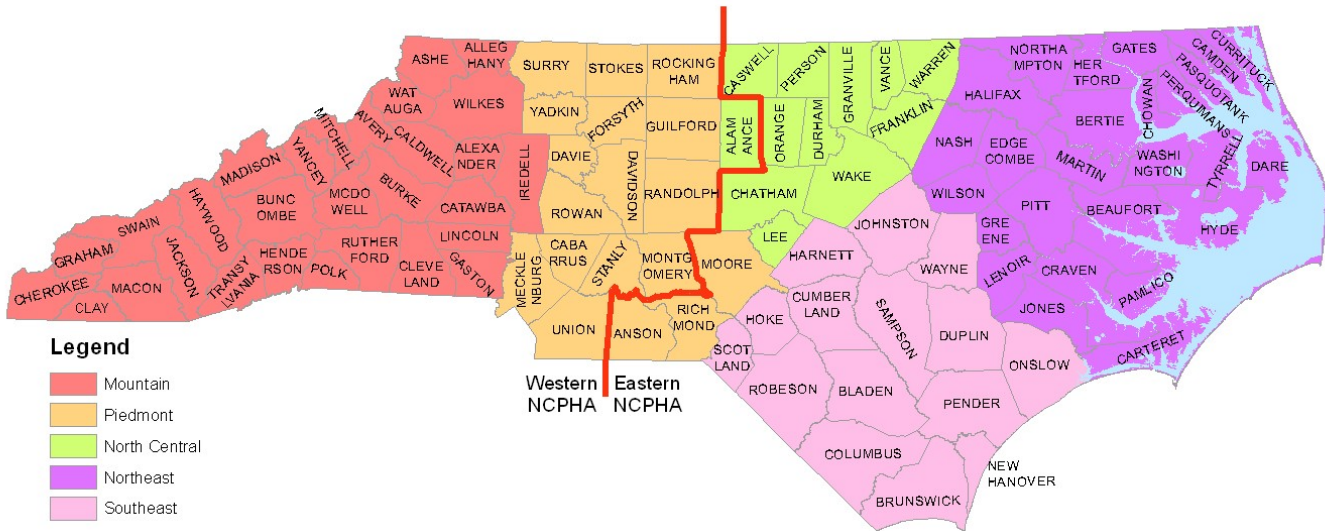 ASHE
ALLEG
HANY
SURRY
STOKES
ROCKING
HAM
CASWELL
PERSON
GRANVILLE
VANCE
WARREN
NORTHA
MPTON
HER
TFORD
GATES
CURRITUCK
CAMDEN
PASQUOTANK
PERQUIMANS
CHOWAN
WAT
AUGA
WILKES
YADKIN
FORSYTH
GUILFORD
ALAM
ANCE
ORANGE
DURHAM
FRANKLIN
HALIFAX
BERTIE
MITCHELL
AVERY
CALDWELL
ALEXA
NDER
IREDELL
DAVIE
DAVIDSON
RANDOLPH
CHATHAM
WAKE
NASH
EDGE
COMBE
MARTIN
WASHI
NGTON
TYRRELL
DARE
MADISON
YANCEY
MCDO
WELL
BURKE
CATAWBA
ROWAN
WILSON
PITT
BEAUFORT
HYDE
HAYWOOD
BUNC
OMBE
SWAIN
GRAHAM
JACKSON
HENDE
RSON
RUTHER
FORD
LINCOLN
CABA
RRUS
STANLY
MONTG
OMERY
MOORE
LEE
HARNETT
JOHNSTON
WAYNE
GRE
ENE
LENOIR
CRAVEN
PAMLICO
CHEROKEE
CLAY
MACON
TRANSY
LVANIA
POLK
CLEVE
LAND
GASTON
MECKLE
NBURG
UNION
ANSON
RICH
MOND
HOKE
CUMBER
LAND
SAMPSON
DUPLIN
JONES
ONSLOW
CARTERET
SCOT
LAND
ROBESON
BLADEN
PENDER
COLUMBUS
NEW
HANOVER
BRUNSWICK
Western
NCPHA
Eastern
NCPHA
Legend
Mountain
Piedmont
North Central
Northeast
Southeast